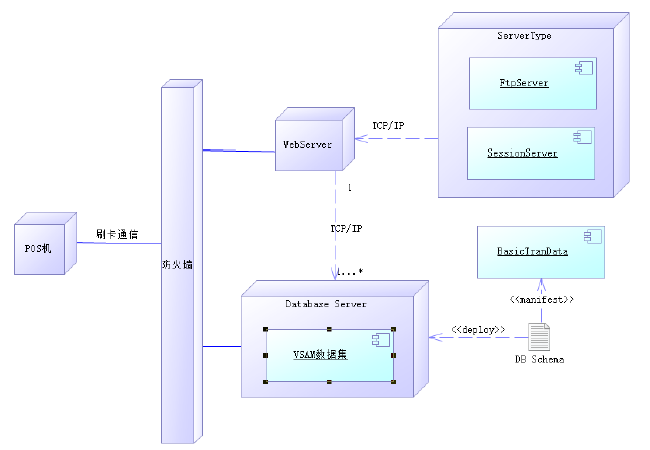 ServerType
FtpServer
SessionServer
TCP/IP
WebServer
1
TCP/IP
1...*
刷卡通信
POS机
防火墙
Database Server
VSAM数据集
BasicTranData
<<manifest>>
<<deploy>>
DB Schema